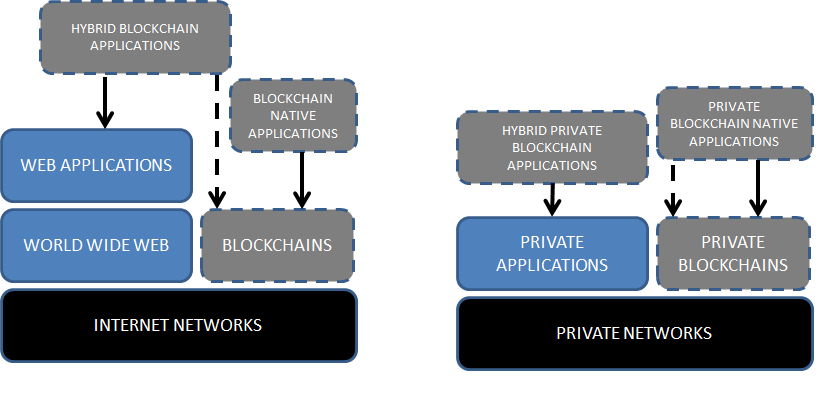 HYBRID BLOCKCHAIN
APPLICATIONS
BLOCKCHAIN
NATIVE
APPLICATIONS
WEB APPLICATIONS
WORLD WIDE WEB
BLOCKCHAINS
INTERNET NETWORKS
HYBRID PRIVATE
BLOCKCHAIN
APPLICATIONS
PRIVATE
BLOCKCHAIN NATIVE
APPLICATIONS
PRIVATE
APPLICATIONS
PRIVATE
BLOCKCHAINS
PRIVATE NETWORKS